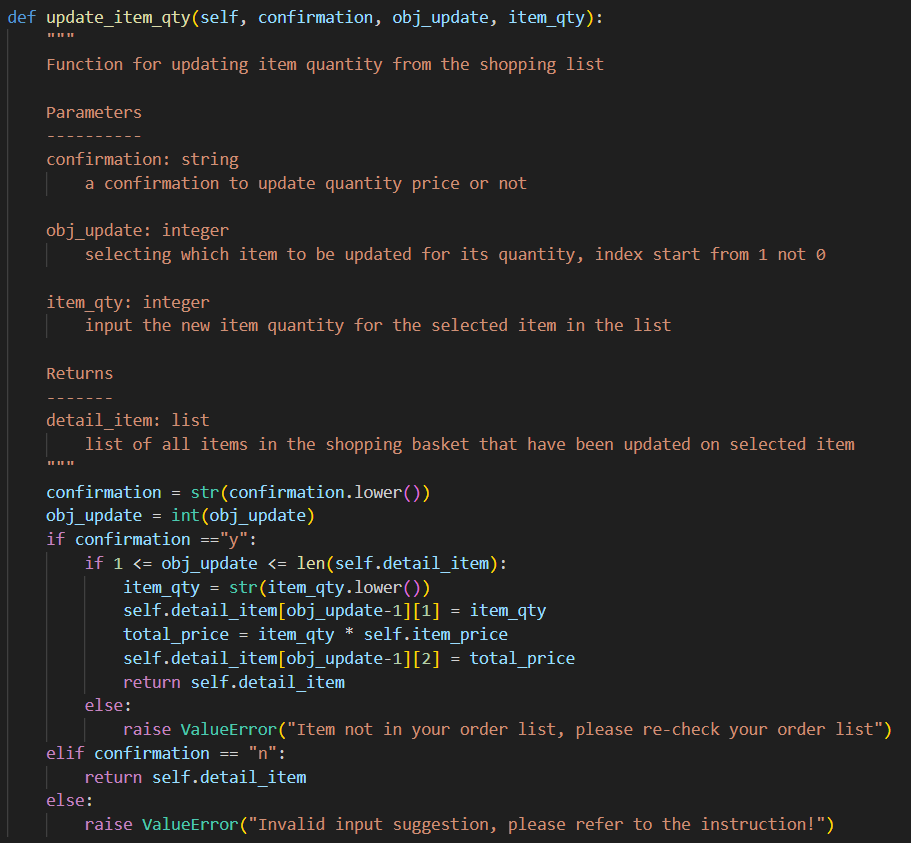 def update_item_qty(self, confirmation, obj_update, item_qty):
    """
    Function for updating item quantity from the shopping list

    Parameters
    ----------
    confirmation: string
        a confirmation to update quantity price or not

    obj_update: integer
        selecting which item to be updated for its quantity, index start from 1 not 0

    item_qty: integer
        input the new item quantity for the selected item in the list

    Returns
    -------
    detail_item: list
        list of all items in the shopping basket that have been updated on selected item
    """
    confirmation = str(confirmation.lower())
    obj_update = int(obj_update)
    if confirmation =="y":
        if 1 <= obj_update <= len(self.detail_item):
            item_qty = str(item_qty.lower())
            self.detail_item[obj_update-1][1] = item_qty
            total_price = item_qty * self.item_price
            self.detail_item[obj_update-1][2] = total_price
            return self.detail_item
        else:
            raise ValueError("Item not in your order list, please re-check your order list")
    elif confirmation == "n":
        return self.detail_item
    else:
        raise ValueError("Invalid input suggestion, please refer to the instruction!")